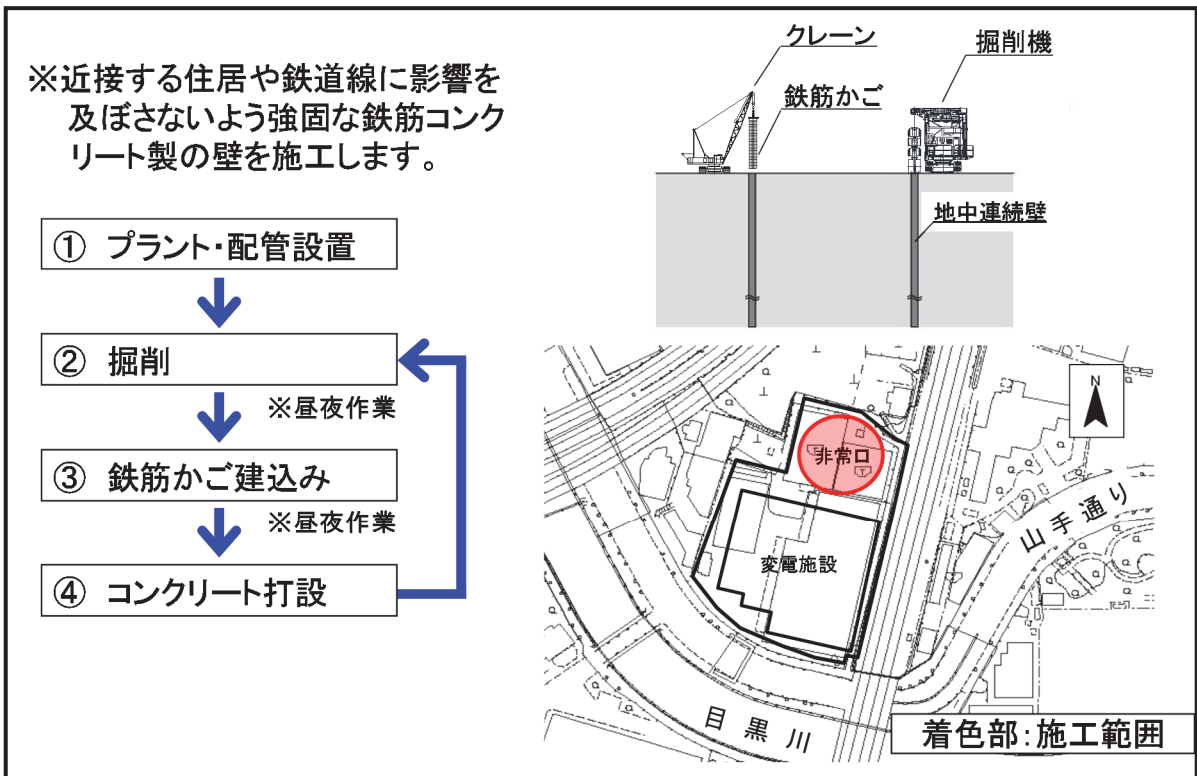 ※近接する住居や鉄道線に影響を
及ぼさないよう強固な鉄筋コンク
リート製の壁を施工します。
① プラント・配管設置
② 掘削
※昼夜作業
③ 鉄筋かご建込み
※昼夜作業
④ コンクリート打設
クレーン
掘削機
鉄筋かご
地中連続壁
N
非常口
変電施設
山手通り
目黒川
着色部:施工範囲